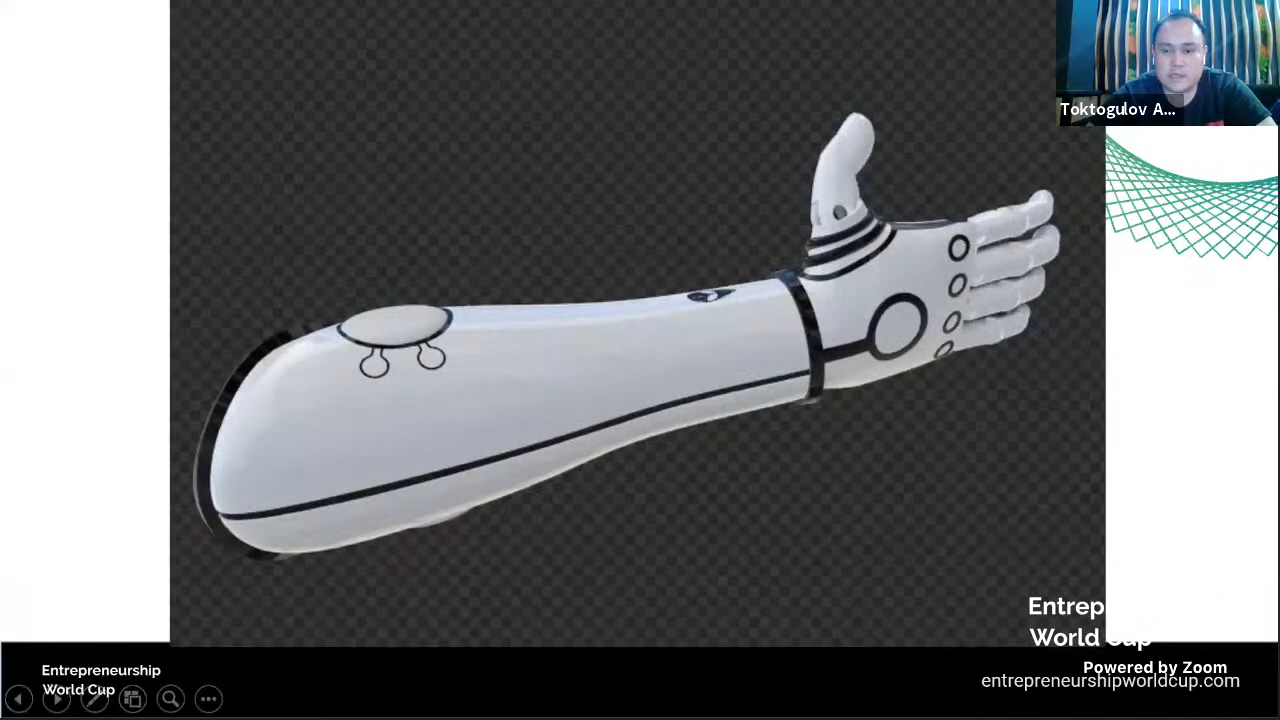 Toktogulov A...
Entrep
World Cup
Powered by Zoom
entrepreneurshipworldcup.com
Entrepreneurship
World Cup